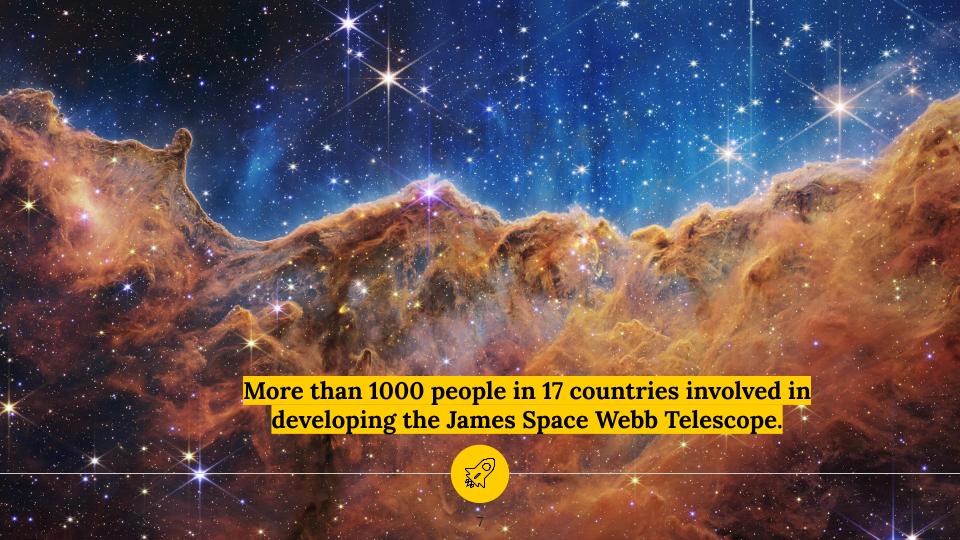 More than 1000 people in 17 countries involved in
developing the James Space Webb Telescope.
7